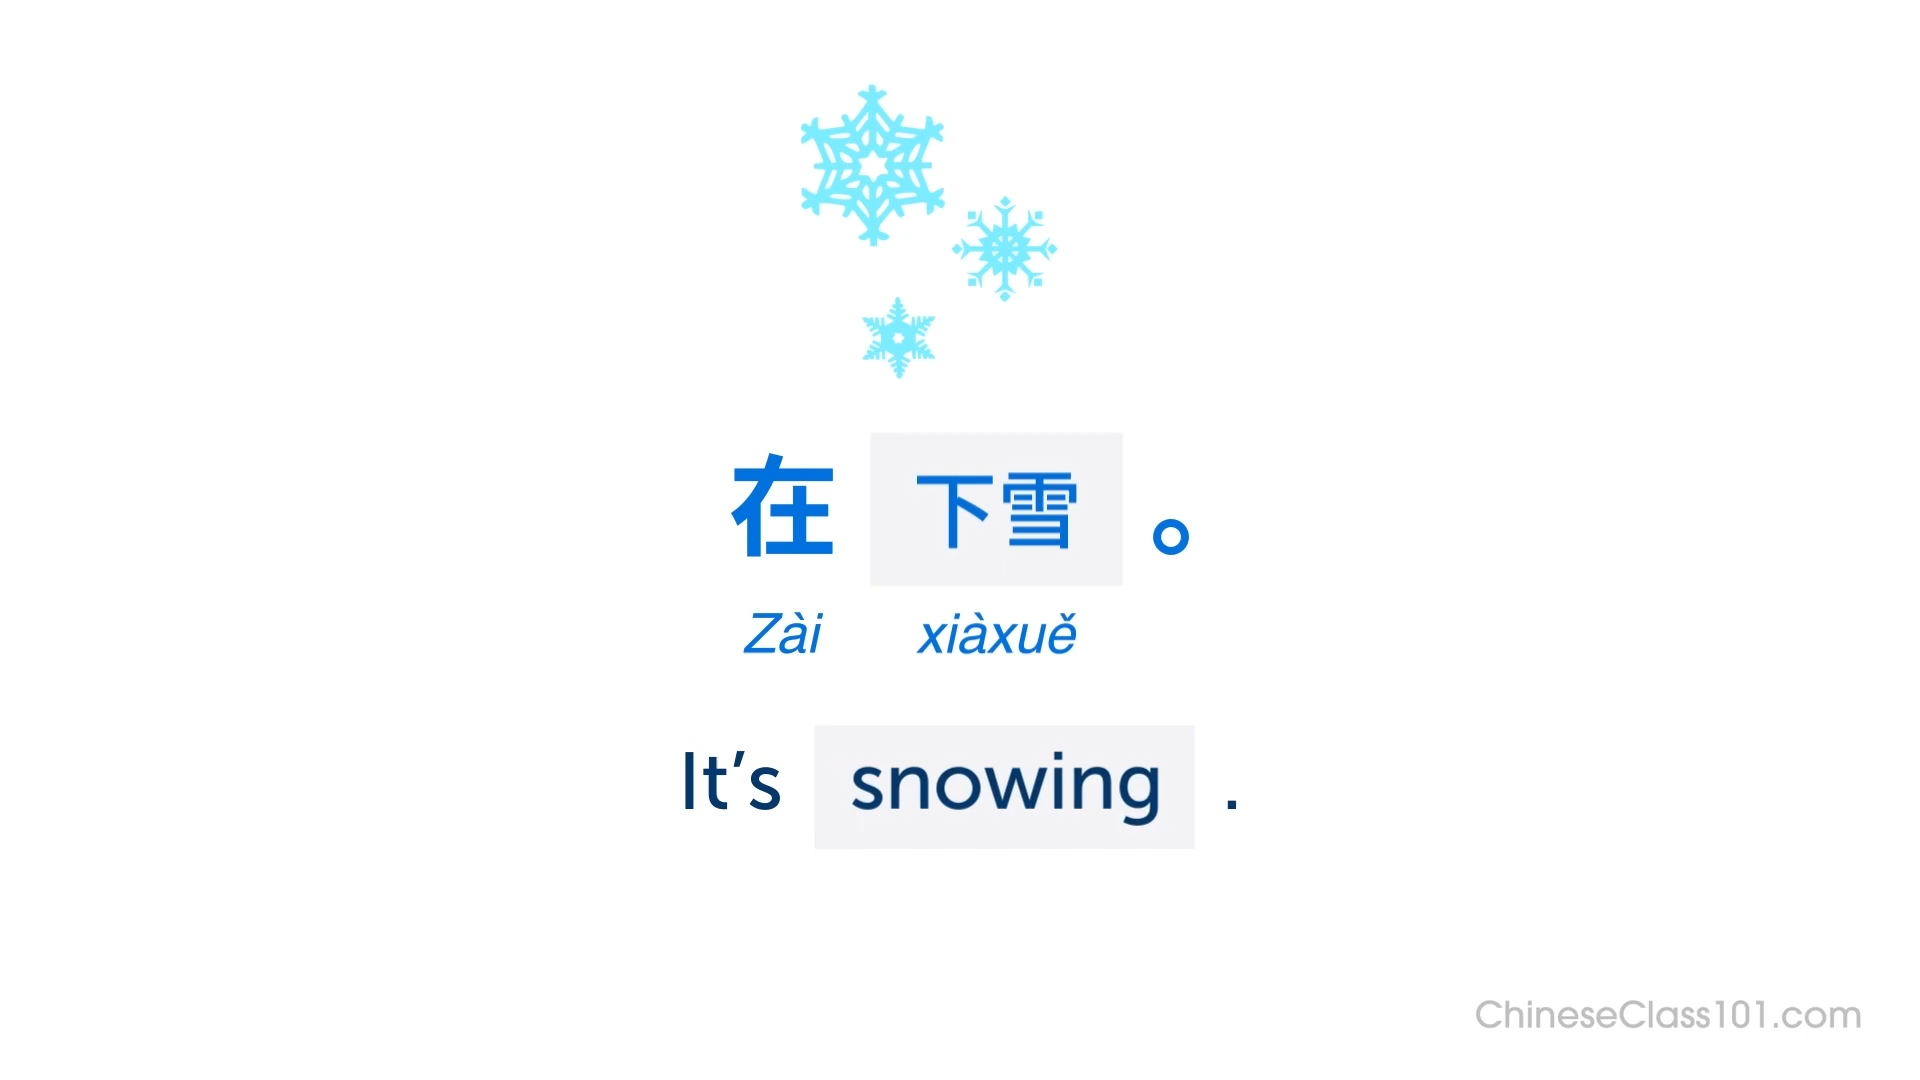 在 下雪 。
Zài xiàxuě
It’s snowing .
ChineseClass101.com